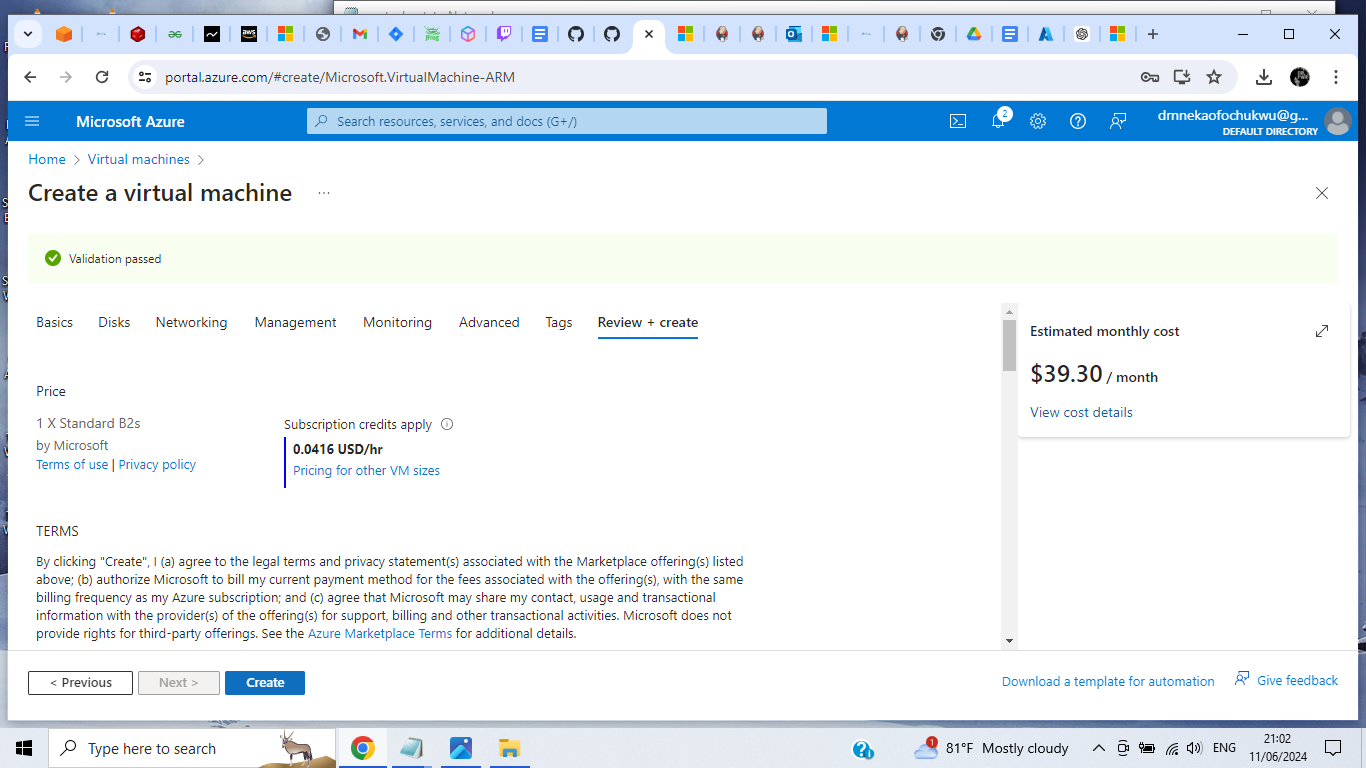 portal.azure.com/#create/Microsoft.VirtualMachine-ARM
Microsoft Azure
Search resources, services, and docs (G+/)
2
drnnekaofochukwu@g...
DEFAULT DIRECTORY
Home
Virtual machines
Create a virtual machine
...
Validation passed
Basics
Disks
Networking
Management
Monitoring
Advanced
Tags
Review + create
Price
1 X Standard B2s
by Microsoft
Terms of use | Privacy policy
Subscription credits apply
0.0416 USD/hr
Pricing for other VM sizes
TERMS
By clicking "Create", I (a) agree to the legal terms and privacy statement(s) associated with the Marketplace offering(s) listed
above; (b) authorize Microsoft to bill my current payment method for the fees associated with the offering(s), with the same
billing frequency as my Azure subscription; and (c) agree that Microsoft may share my contact, usage and transactional
information with the provider(s) of the offering(s) for support, billing and other transactional activities. Microsoft does not
provide rights for third-party offerings. See the Azure Marketplace Terms for additional details.
Estimated monthly cost
$39.30 / month
View cost details
< Previous
Next >
Create
Download a template for automation
Give feedback
Type here to search
1
81°F Mostly cloudy
ENG
21:02
11/06/2024